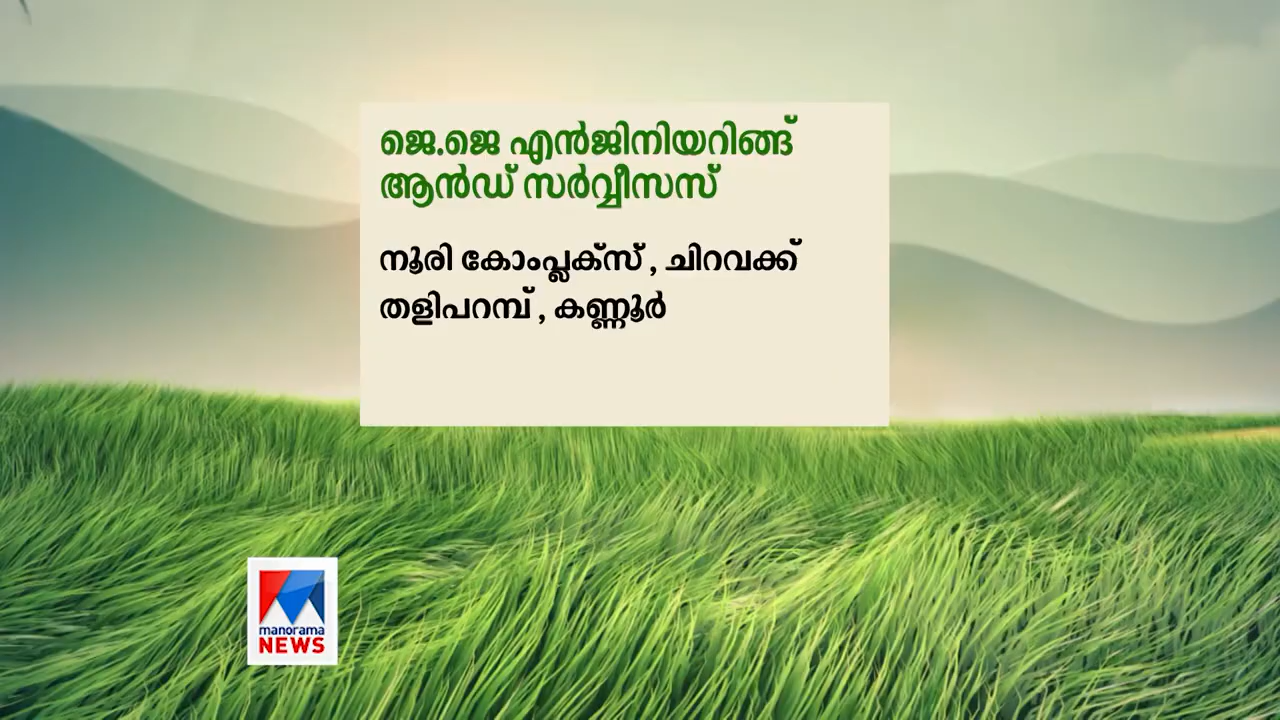 ജെ.ജെ എൻജിനിയറിങ്ങ്
ആൻഡ് സർവ്വീസസ്
നൂരി കോംപ്ലക്സ് , ചിറവക്ക്
തളിപറമ്പ് , കണ്ണൂർ
manorama
NEWS